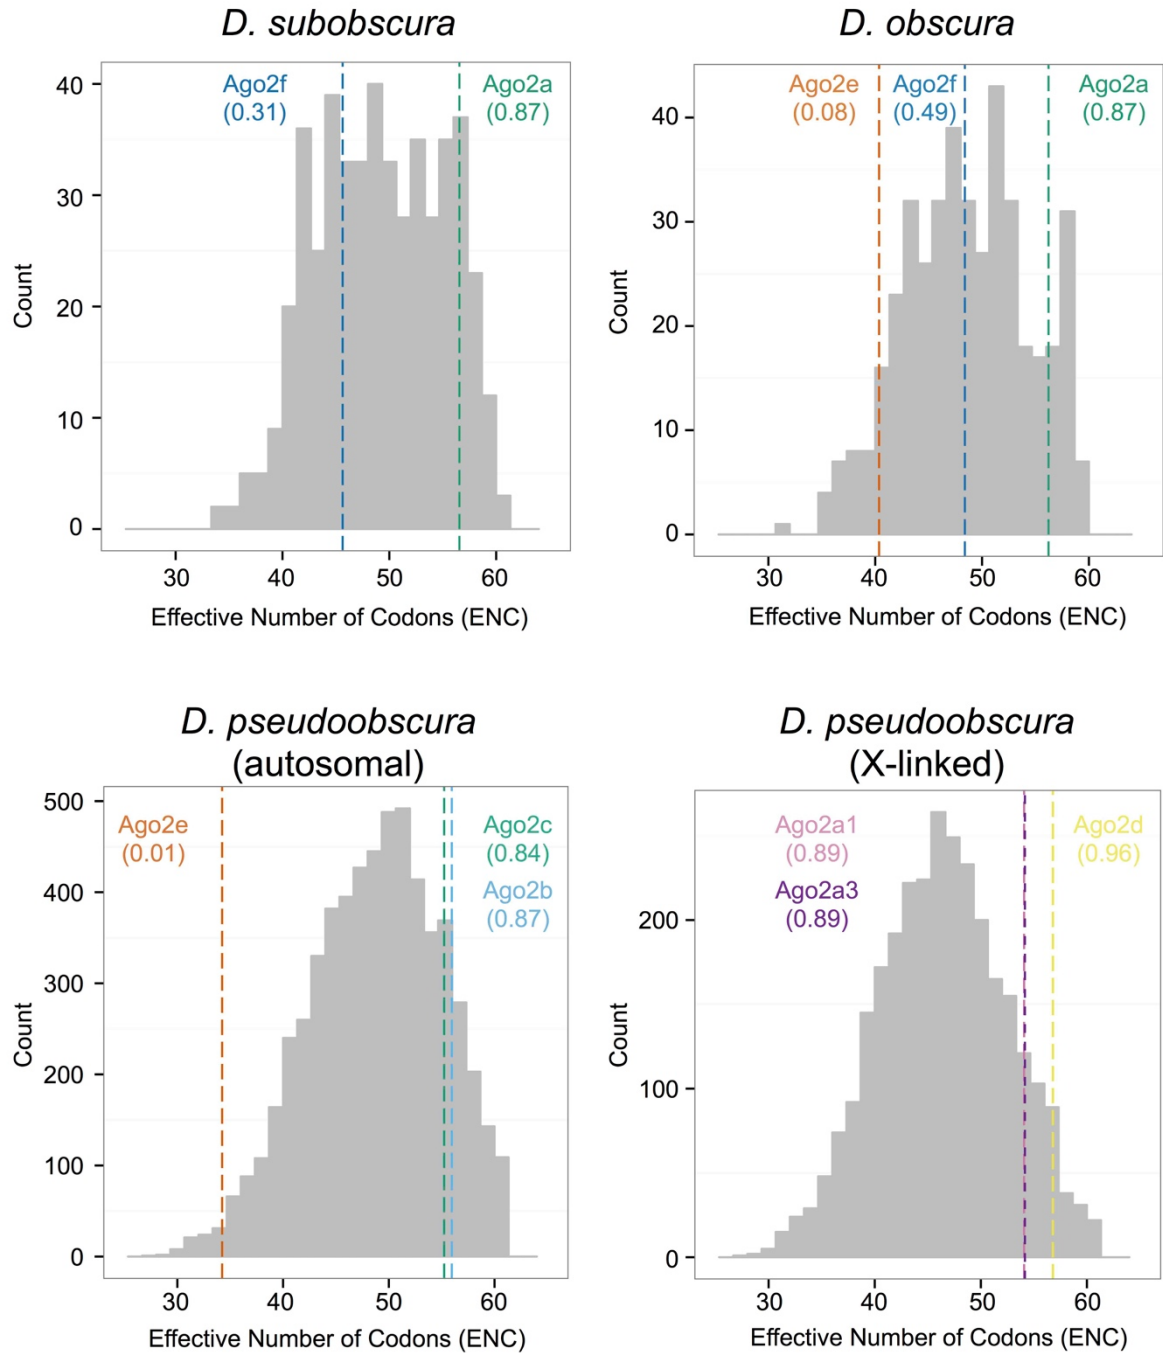 D. subobscura
Ago2f
(0.31)
Ago2a
(0.87)
40
30
20
10
0
Count
30 40 50 60
Effective Number of Codons (ENC)
D. obscura
Ago2e
(0.08)
Ago2f
(0.49)
Ago2a
(0.87)
40
30
20
10
0
Count
30 40 50 60
Effective Number of Codons (ENC)
D. pseudoobscura
(autosomal)
Ago2e
(0.01)
Ago2c
(0.84)
Ago2b
(0.87)
500
400
300
200
100
0
Count
30 40 50 60
Effective Number of Codons (ENC)
D. pseudoobscura
(X-linked)
Ago2a1
(0.89)
Ago2a3
(0.89)
Ago2d
(0.96)
200
100
0
Count
30 40 50 60
Effective Number of Codons (ENC)